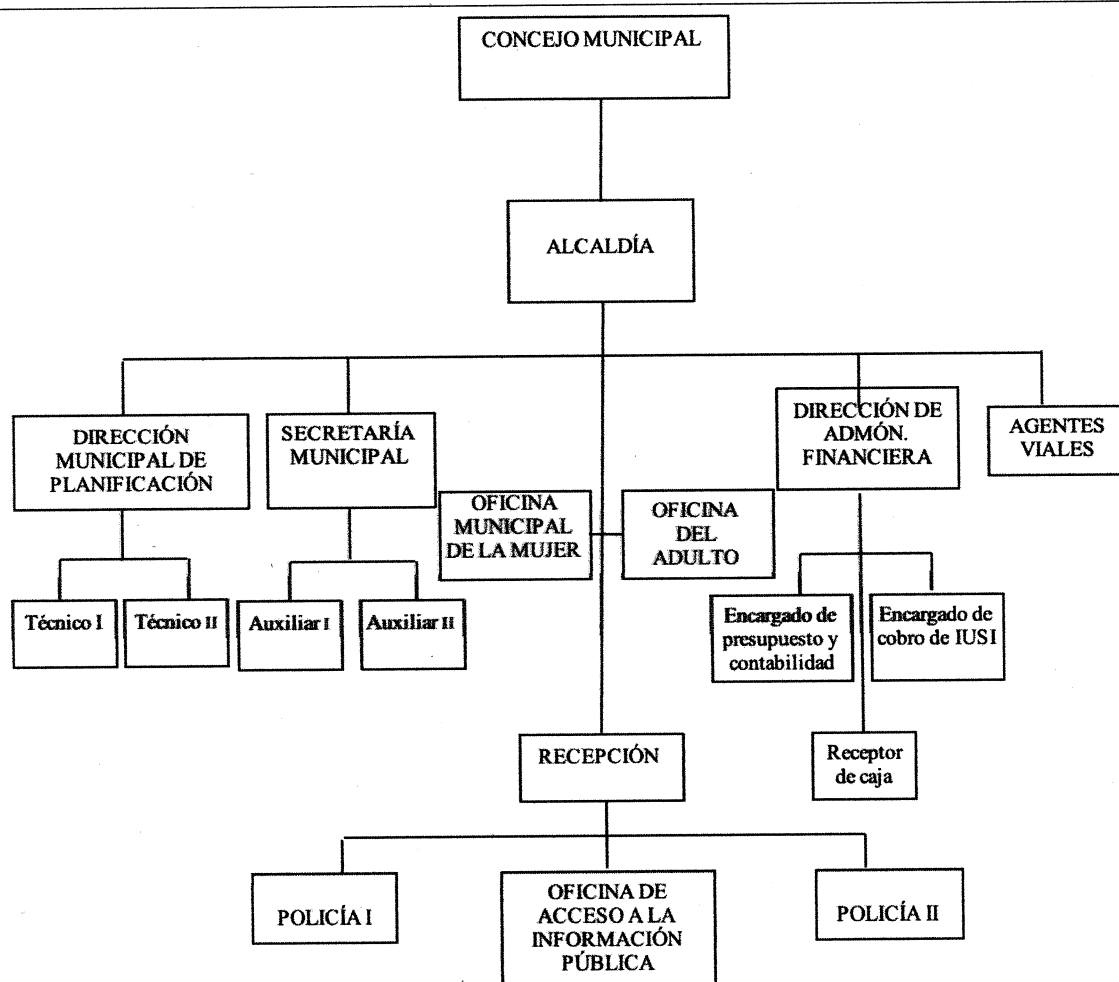 CONCEJO MUNICIPAL
ALCALDÍA
DIRECCIÓN
MUNICIPAL DE
PLANIFICACIÓN
SECRETARÍA
MUNICIPAL
OFICINA
MUNICIPAL
DE LA MUJER
OFICINA
DEL
ADULTO
DIRECCIÓN DE
ADMÓN.
FINANCIERA
AGENTES
VIALES
Técnico I
Técnico II
Auxiliar I
Auxiliar II
Encargado de
presupuesto y
contabilidad
Encargado de
cobro de IUSI
RECEPCIÓN
Receptor
de caja
POLICÍA I
OFICINA DE
ACCESO A LA
INFORMACIÓN
PÚBLICA
POLICÍA II